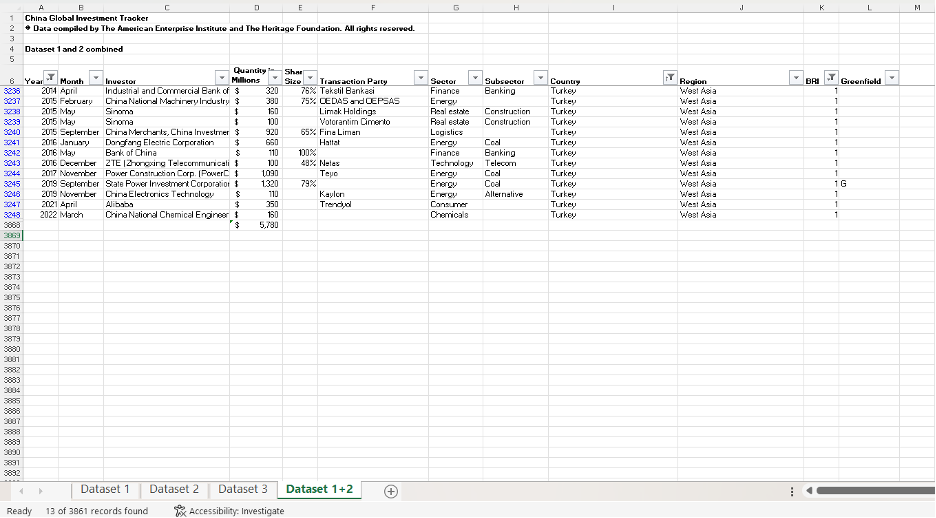 A B C D E F G H I J K L M
1 China Global Investment Tracker
2 * Data compiled by The American Enterprise Institute and The Heritage Foundation. All rights reserved.
3
4 Dataset 1 and 2 combined
5
6 Year Month Investor Quantity in Millions Shar Size Transaction Party Sector Subsector Country Region BRI Greenfield
3236 2014 April Industrial and Commercial Bank of $ 320 76% Tekstil Bankasi Finance Banking Turkey West Asia 1
3237 2015 February China National Machinery Industry $ 380 75% OEDAS and OEPSAS Energy Turkey West Asia 1
3238 2015 May Sinoma $ 160 Limak Holdings Real estate Construction Turkey West Asia 1
3239 2015 May Sinoma $ 100 Votorantim Cimento Real estate Construction Turkey West Asia 1
3240 2015 September China Merchants, China Investmen $ 920 65% Fina Liman Logistics Turkey West Asia 1
3241 2016 January Dongfang Electric Corporation $ 660 Hattat Energy Coal Turkey West Asia 1
3242 2016 May Bank of China $ 110 100% Finance Banking Turkey West Asia 1
3243 2016 December ZTE (Zhongxing Telecommunicati $ 100 48% Netas Technology Telecom Turkey West Asia 1
3244 2017 November Power Construction Corp. (PowerC $ 1,090 Teyo Energy Coal Turkey West Asia 1
3245 2019 September State Power Investment Corporation $ 1,320 79% Energy Coal Turkey West Asia 1 G
3246 2019 November China Electronics Technology $ 110 Kaylon Energy Alternative Turkey West Asia 1
3247 2021 April Alibaba $ 350 Trendyol Consumer Turkey West Asia 1
3248 2022 March China National Chemical Engineer $ 160 Chemicals Turkey West Asia 1
3868 $ 5,780
3869
3870
3871
3872
3873
3874
3875
3876
3877
3878
3879
3880
3881
3882
3883
3884
3885
3886
3887
3888
3889
3890
3891
3892
Dataset 1 Dataset 2 Dataset 3 Dataset 1+2
Ready 13 of 3861 records found Accessibility: Investigate